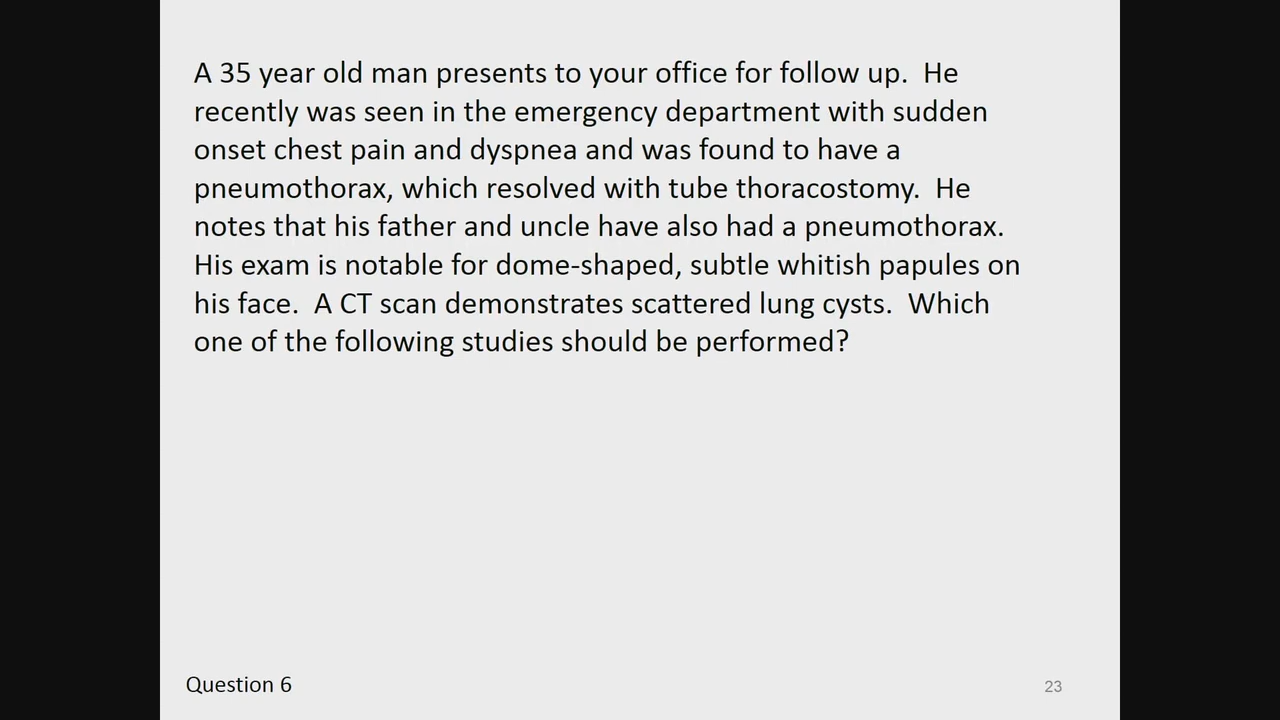 A 35 year old man presents to your office for follow up.  He
recently was seen in the emergency department with sudden
onset chest pain and dyspnea and was found to have a
pneumothorax, which resolved with tube thoracostomy.  He
notes that his father and uncle have also had a pneumothorax.
His exam is notable for dome-shaped, subtle whitish papules on
his face.  A CT scan demonstrates scattered lung cysts.  Which
one of the following studies should be performed?
Question 6
23